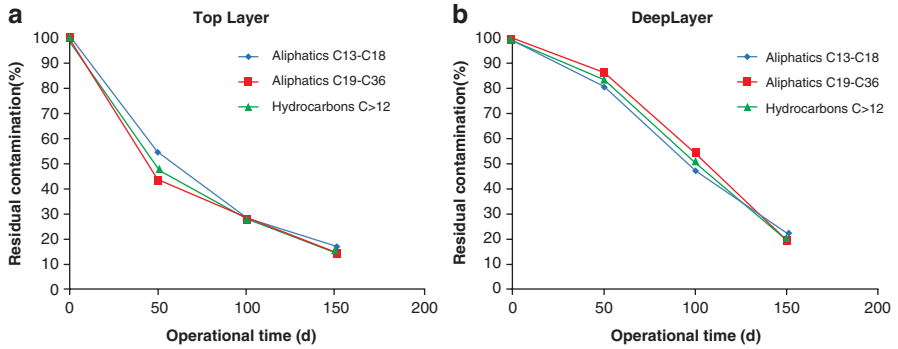 a
Top Layer
Residual contamination(%)
100
90
80
70
60
50
40
30
20
10
0
0 50 100 150 200
Operational time (d)
Aliphatics C13-C18
Aliphatics C19-C36
Hydrocarbons C>12
b
DeepLayer
Residual contamination(%)
100
90
80
70
60
50
40
30
20
10
0
0 50 100 150 200
Operational time (d)
Aliphatics C13-C18
Aliphatics C19-C36
Hydrocarbons C>12